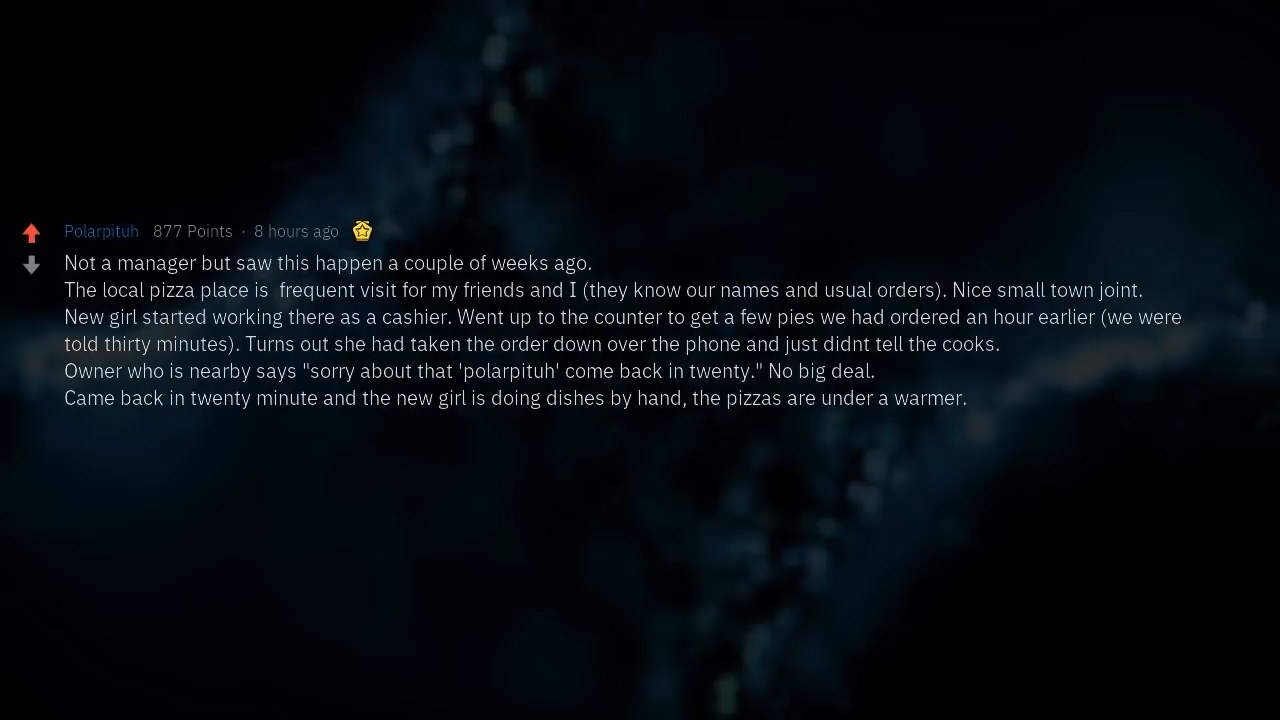 Polarpituh 877 Points · 8 hours ago
Not a manager but saw this happen a couple of weeks ago.
The local pizza place is  frequent visit for my friends and I (they know our names and usual orders). Nice small town joint.
New girl started working there as a cashier. Went up to the counter to get a few pies we had ordered an hour earlier (we were
told thirty minutes). Turns out she had taken the order down over the phone and just didnt tell the cooks.
Owner who is nearby says "sorry about that 'polarpituh' come back in twenty." No big deal.
Came back in twenty minute and the new girl is doing dishes by hand, the pizzas are under a warmer.